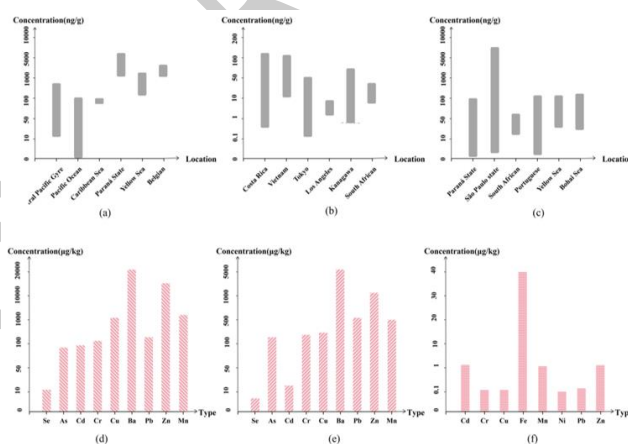 Concentration(ng/g)
10000
5000
1000
100
50
10
0
Location
ral Pacific Gyre
Pacific Ocean
Caribbean Sea
Paraná State
Yellow Sea
Belgian
(a)
Concentration(ng/g)
200
100
50
10
1
0.1
0
Location
Costa Rica
Vietnam
Tokyo
Los Angeles
Kanagawa
South African
(b)
Concentration(ng/g)
10000
5000
1000
100
50
10
0
Location
Paraná State
São Paulo state
South African
Portuguese
Yellow Sea
Bohai Sea
(c)
Concentration(μg/kg)
20000
10000
1000
100
10
0
Se As Cd Cr Cu Ba Pb Zn Mn Type
(d)
Concentration(μg/kg)
5000
1000
500
100
10
0
Se As Cd Cr Cu Ba Pb Zn Mn Type
(e)
Concentration(μg/kg)
40
30
20
10
1
0.1
0
Cd Cr Cu Fe Mn Ni Pb Zn Type
(f)